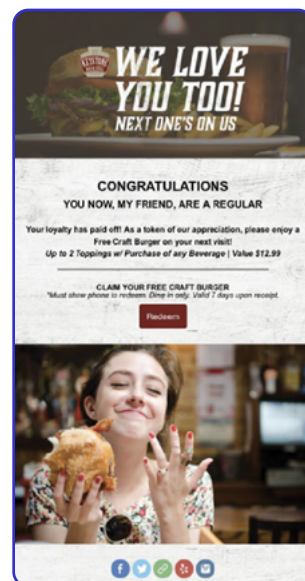 KEYSTONE
WE LOVE
YOU TOO!
NEXT ONE'S ON US
CONGRATULATIONS
YOU NOW, MY FRIEND, ARE A REGULAR
Your loyalty has paid off! As a token of our appreciation, please enjoy a
Free Craft Burger on your next visit!
Up to 2 Toppings w/ Purchase of any Beverage | Value $12.99
CLAIM YOUR FREE CRAFT BURGER
*Must show phone to redeem. Dine in only. Valid 7 days upon receipt.
Redeem